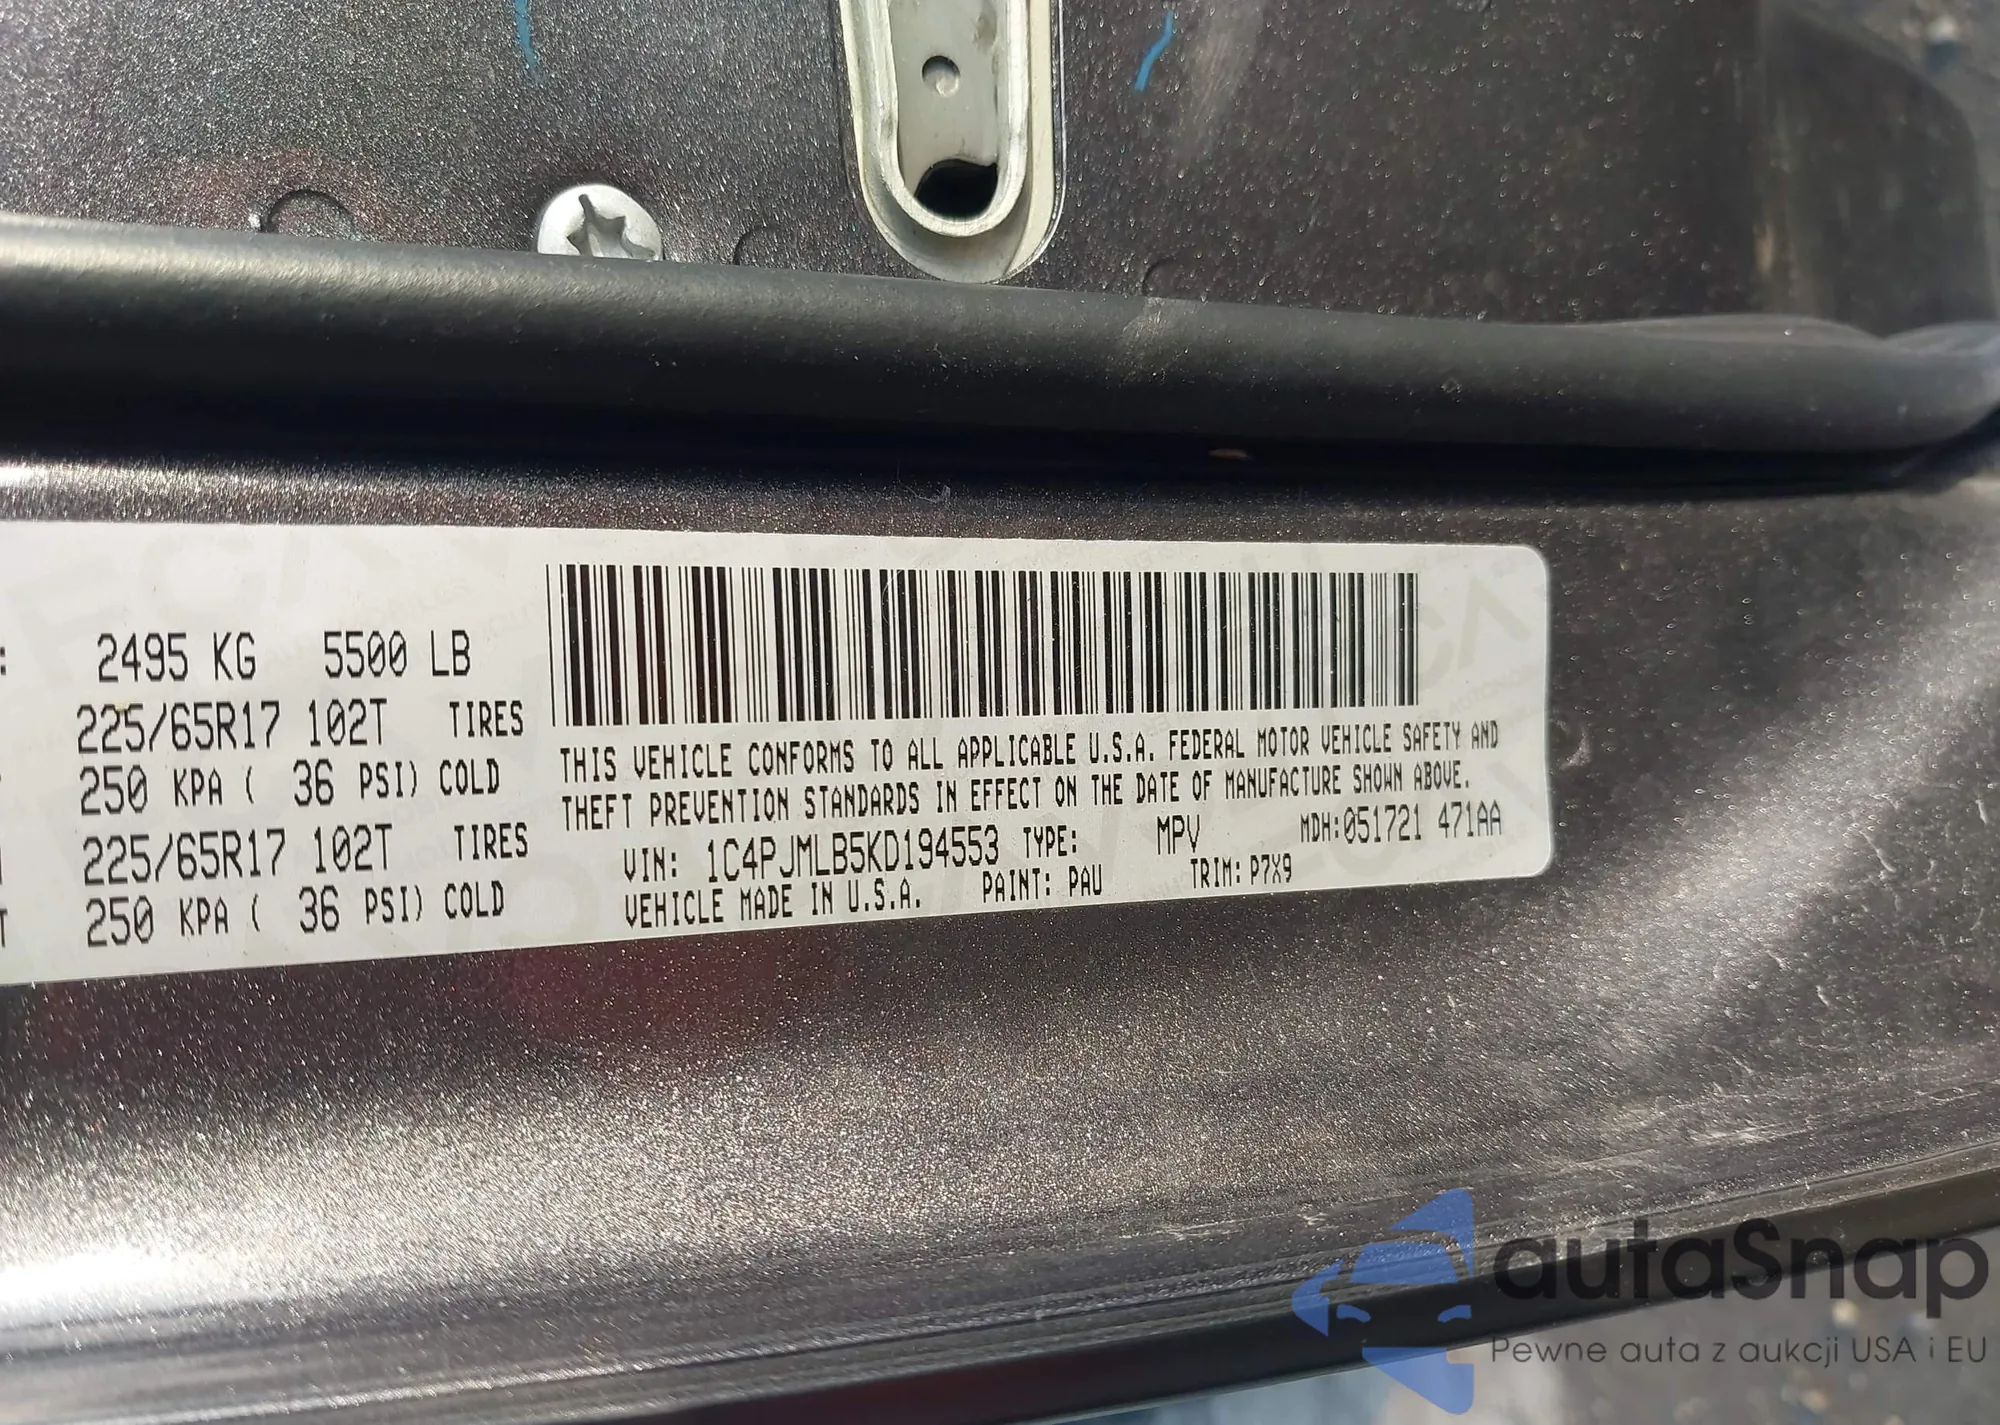 : 2495 KG 5500 LB
225/65R17 102T TIRES
250 KPA ( 36 PSI) COLD
225/65R17 102T TIRES
T 250 KPA ( 36 PSI) COLD
THIS VEHICLE CONFORMS TO ALL APPLICABLE U.S.A. FEDERAL MOTOR VEHICLE SAFETY AND
THEFT PREVENTION STANDARDS IN EFFECT ON THE DATE OF MANUFACTURE SHOWN ABOVE.
VIN: 1C4PJMLB5KD194553 TYPE: MPV MDH:051721 471AA
VEHICLE MADE IN U.S.A. PAINT: PAU TRIM: P7X9
autaSnap
Pewne auta z aukcji USA i EU